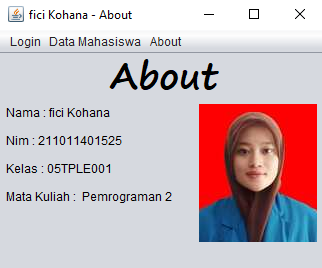 fici Kohana - About
Login Data Mahasiswa About
About
Nama : fici Kohana
Nim : 211011401525
Kelas : 05TPLE001
Mata Kuliah : Pemrograman 2